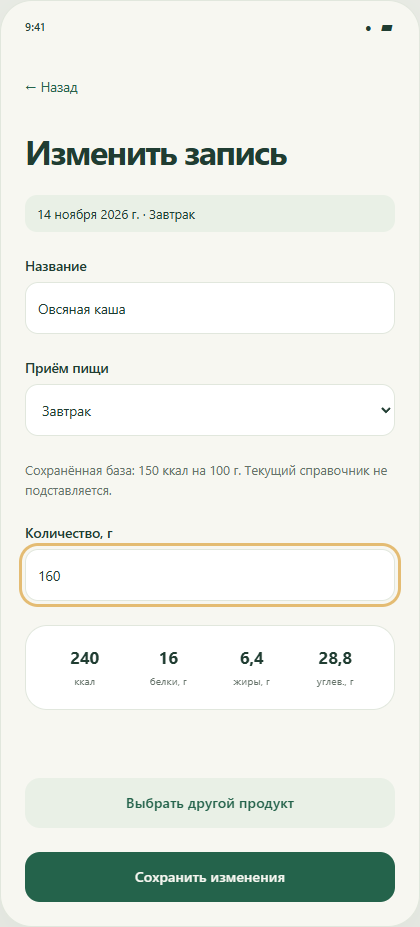 9:41
← Назад
Изменить запись
14 ноября 2026 г. · Завтрак
Название
Овсяная каша
Приём пищи
Завтрак
Сохранённая база: 150 ккал на 100 г. Текущий справочник не
подставляется.
Количество, г
160
240 16 6,4 28,8
ккал белки, г жиры, г углев., г
Выбрать другой продукт
Сохранить изменения